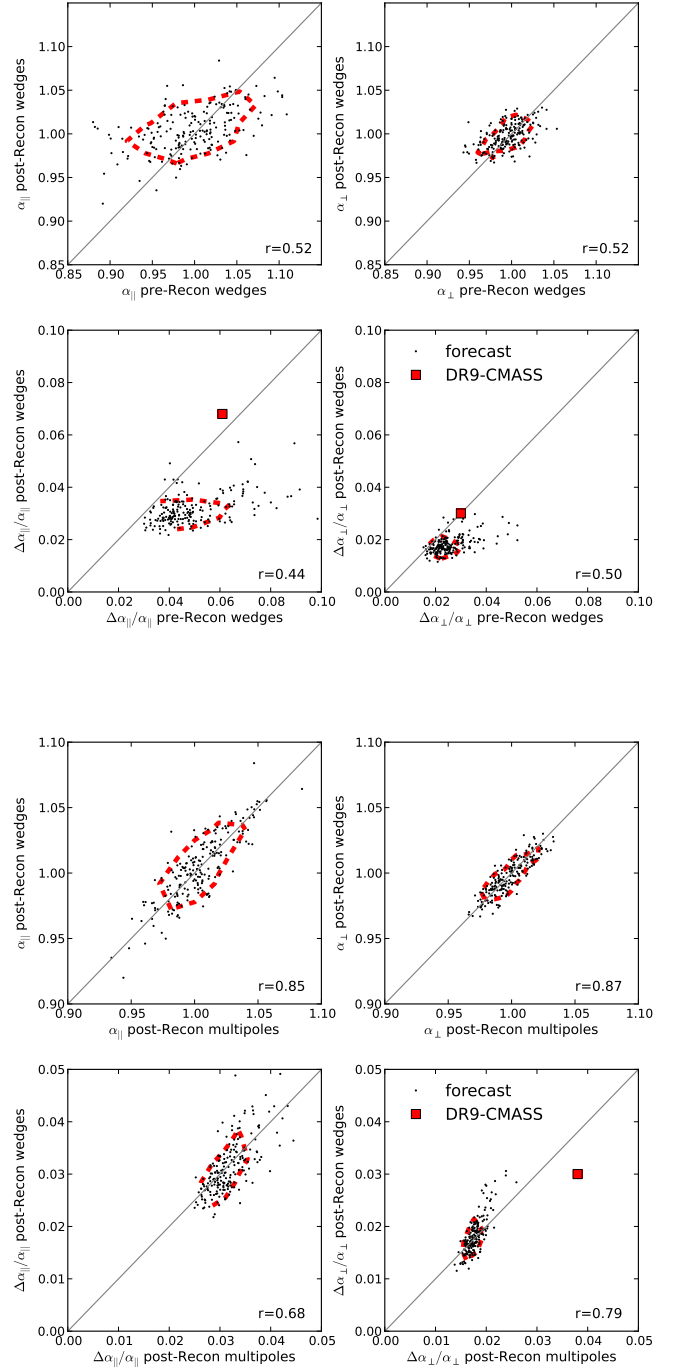 1.10
1.05
1.00
0.95
0.90
0.85
α∥ post-Recon wedges
r=0.52
0.85 0.90 0.95 1.00 1.05 1.10
α∥ pre-Recon wedges
1.10
1.05
1.00
0.95
0.90
0.85
α⊥ post-Recon wedges
r=0.52
0.85 0.90 0.95 1.00 1.05 1.10
α⊥ pre-Recon wedges
0.10
0.08
0.06
0.04
0.02
0.00
Δα∥/α∥ post-Recon wedges
r=0.44
0.00 0.02 0.04 0.06 0.08 0.10
Δα∥/α∥ pre-Recon wedges
0.10
0.08
0.06
0.04
0.02
0.00
Δα⊥/α⊥ post-Recon wedges
forecast
DR9-CMASS
r=0.50
0.00 0.02 0.04 0.06 0.08 0.10
Δα⊥/α⊥ pre-Recon wedges
1.10
1.05
1.00
0.95
0.90
α∥ post-Recon wedges
r=0.85
0.90 0.95 1.00 1.05 1.10
α∥ post-Recon multipoles
1.10
1.05
1.00
0.95
0.90
α⊥ post-Recon wedges
r=0.87
0.90 0.95 1.00 1.05 1.10
α⊥ post-Recon multipoles
0.05
0.04
0.03
0.02
0.01
0.00
Δα∥/α∥ post-Recon wedges
r=0.68
0.00 0.01 0.02 0.03 0.04 0.05
Δα∥/α∥ post-Recon multipoles
0.05
0.04
0.03
0.02
0.01
0.00
Δα⊥/α⊥ post-Recon wedges
forecast
DR9-CMASS
r=0.79
0.00 0.01 0.02 0.03 0.04 0.05
Δα⊥/α⊥ post-Recon multipoles